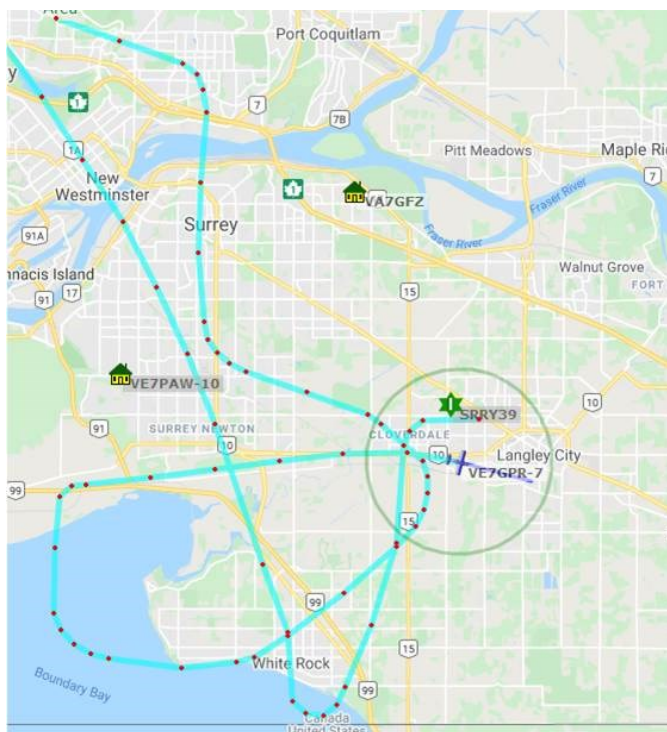 Area
Port Coquitlam
y
7
7B
1
1A
Pitt Meadows
Maple Ri
New
Westminster
1
7
VA7GFZ
Fraser River
Surrey
Fraser River
91A
Walnut Grove
nnacis Island
FORT
91
17
15
VE7PAW-10
10
SRRY39
91
SURREY NEWTON
CLOVERDALE
10
10
Langley City
99
VE7GPR-7
15
99
White Rock
15
Boundary Bay
99
Canada
United States